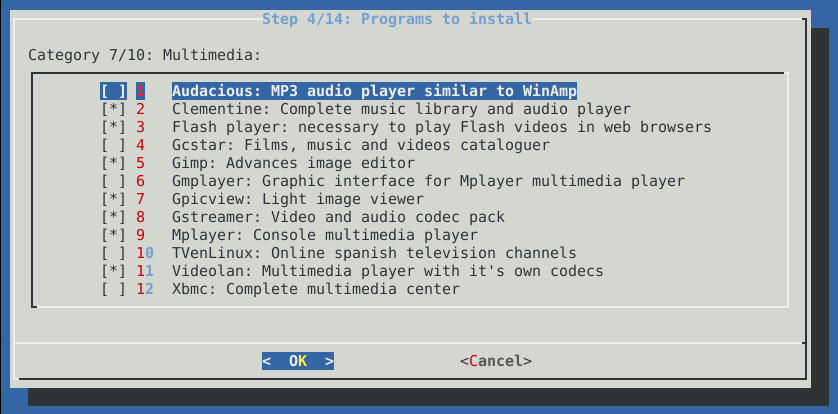 Step 4/14: Programs to install
Category 7/10: Multimedia:
[ ] 1 Audacious: MP3 audio player similar to WinAmp
[*] 2 Clementine: Complete music library and audio player
[*] 3 Flash player: necessary to play Flash videos in web browsers
[ ] 4 Gcstar: Films, music and videos cataloguer
[*] 5 Gimp: Advances image editor
[ ] 6 Gmplayer: Graphic interface for Mplayer multimedia player
[*] 7 Gpicview: Light image viewer
[*] 8 Gstreamer: Video and audio codec pack
[*] 9 Mplayer: Console multimedia player
[ ] 10 TVenLinux: Online spanish television channels
[*] 11 Videolan: Multimedia player with it's own codecs
[ ] 12 Xbmc: Complete multimedia center
< OK > <Cancel>